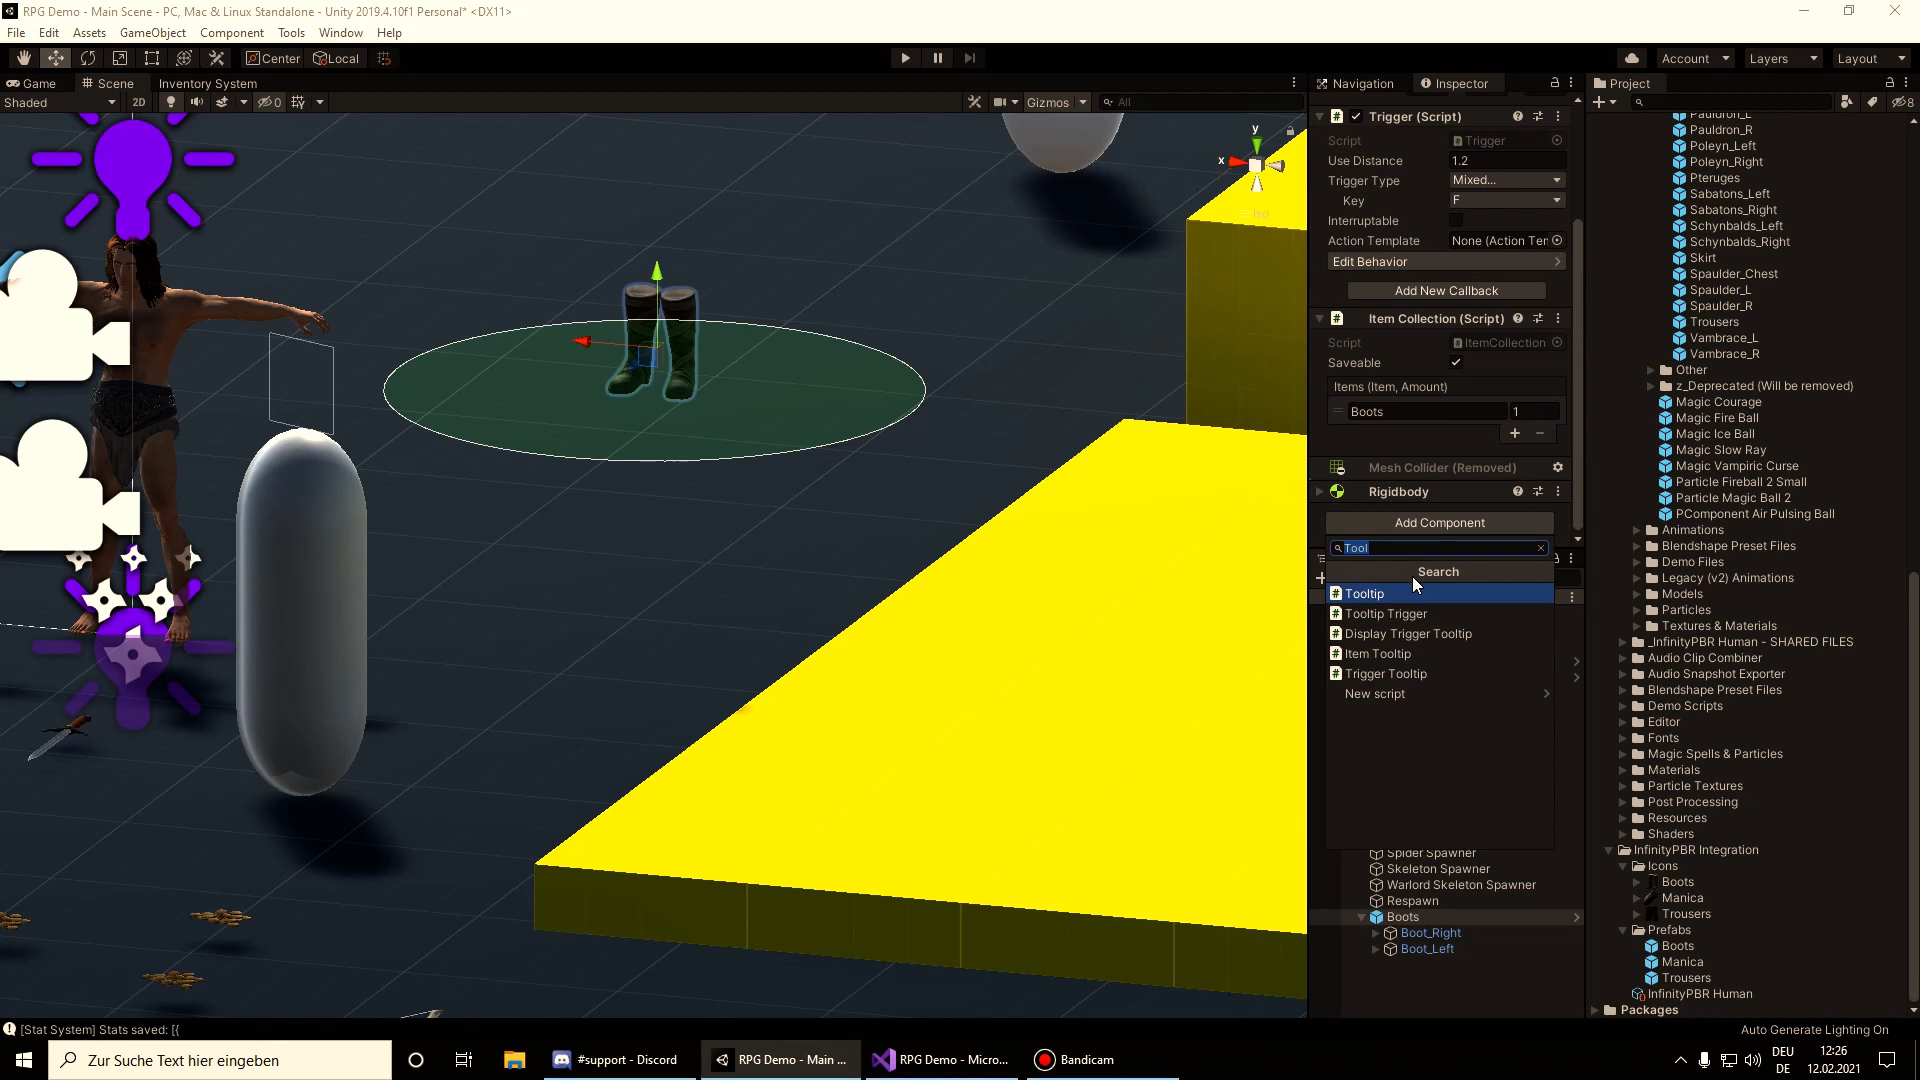 RPG Demo - Main Scene - PC, Mac & Linux Standalone - Unity 2019.4.10f1 Personal* <DX11>
File Edit Assets GameObject Component Tools Window Help
Center Local
Account Layers Layout
Game Scene Inventory System
Shaded 2D 0 Gizmos All
y
x
Iso
Navigation Inspector
Trigger (Script)
Script Trigger
Use Distance 1.2
Trigger Type Mixed...
Key F
Interruptable
Action Template None (Action Ter
Edit Behavior
Add New Callback
Item Collection (Script)
Script ItemCollection
Saveable
Items (Item, Amount)
Boots 1
Mesh Collider (Removed)
Rigidbody
Add Component
Tool
Search
Tooltip
Tooltip Trigger
Display Trigger Tooltip
Item Tooltip
Trigger Tooltip
New script
Spider Spawner
Skeleton Spawner
Warlord Skeleton Spawner
Respawn
Boots
Boot_Right
Boot_Left
Project
8
Pauldron_L
Pauldron_R
Poleyn_Left
Poleyn_Right
Pteruges
Sabatons_Left
Sabatons_Right
Schynbalds_Left
Schynbalds_Right
Skirt
Spaulder_Chest
Spaulder_L
Spaulder_R
Trousers
Vambrace_L
Vambrace_R
Other
z_Deprecated (Will be removed)
Magic Courage
Magic Fire Ball
Magic Ice Ball
Magic Slow Ray
Magic Vampiric Curse
Particle Fireball 2 Small
Particle Magic Ball 2
PComponent Air Pulsing Ball
Animations
Blendshape Preset Files
Demo Files
Legacy (v2) Animations
Models
Particles
Textures & Materials
_InfinityPBR Human - SHARED FILES
Audio Clip Combiner
Audio Snapshot Exporter
Blendshape Preset Files
Demo Scripts
Editor
Fonts
Magic Spells & Particles
Materials
Particle Textures
Post Processing
Resources
Shaders
InfinityPBR Integration
Icons
Boots
Manica
Trousers
Prefabs
Boots
Manica
Trousers
InfinityPBR Human
Packages
[Stat System] Stats saved: [{
Auto Generate Lighting On
Zur Suche Text hier eingeben
#support - Discord
RPG Demo - Main ...
RPG Demo - Micro...
Bandicam
DEU
DE
12:26
12.02.2021